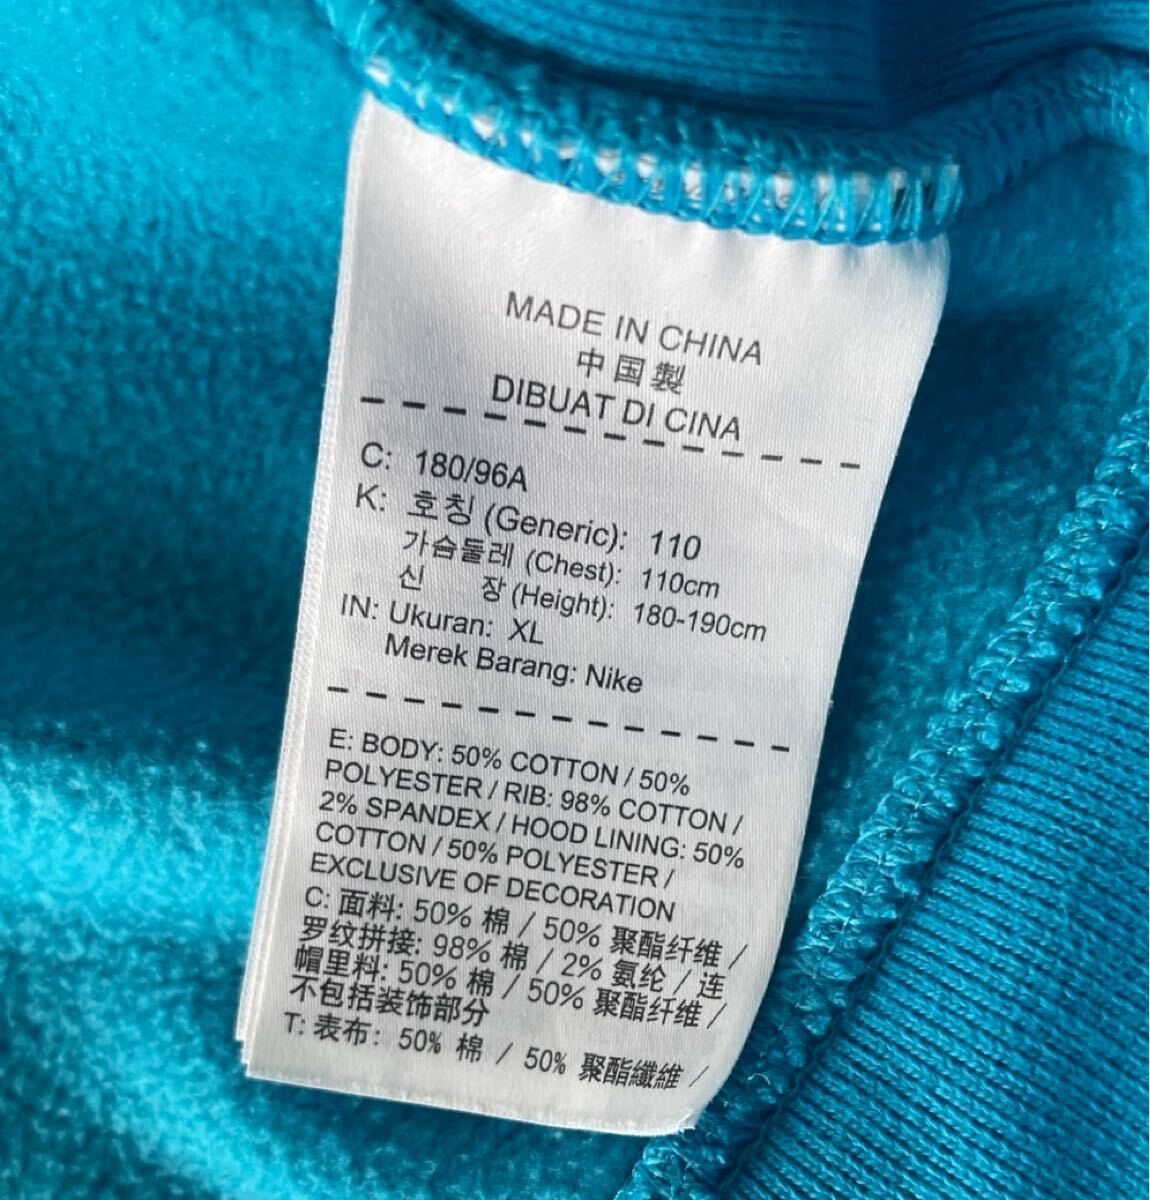 MADE IN CHINA
中国製
DIBUAT DI CINA
C: 180/96A
K: 호칭 (Generic): 110
가슴둘레 (Chest): 110cm
신 장 (Height): 180-190cm
IN: Ukuran: XL
Merek Barang: Nike
E: BODY: 50% COTTON / 50%
POLYESTER / RIB: 98% COTTON /
2% SPANDEX / HOOD LINING: 50%
COTTON / 50% POLYESTER /
EXCLUSIVE OF DECORATION
C: 面料: 50% 棉 / 50% 聚酯纤维 /
罗纹拼接: 98% 棉 / 2% 氨纶 / 连
帽里料: 50% 棉 / 50% 聚酯纤维 /
不包括装饰部分
T: 表布: 50% 棉 / 50% 聚酯纖維 /